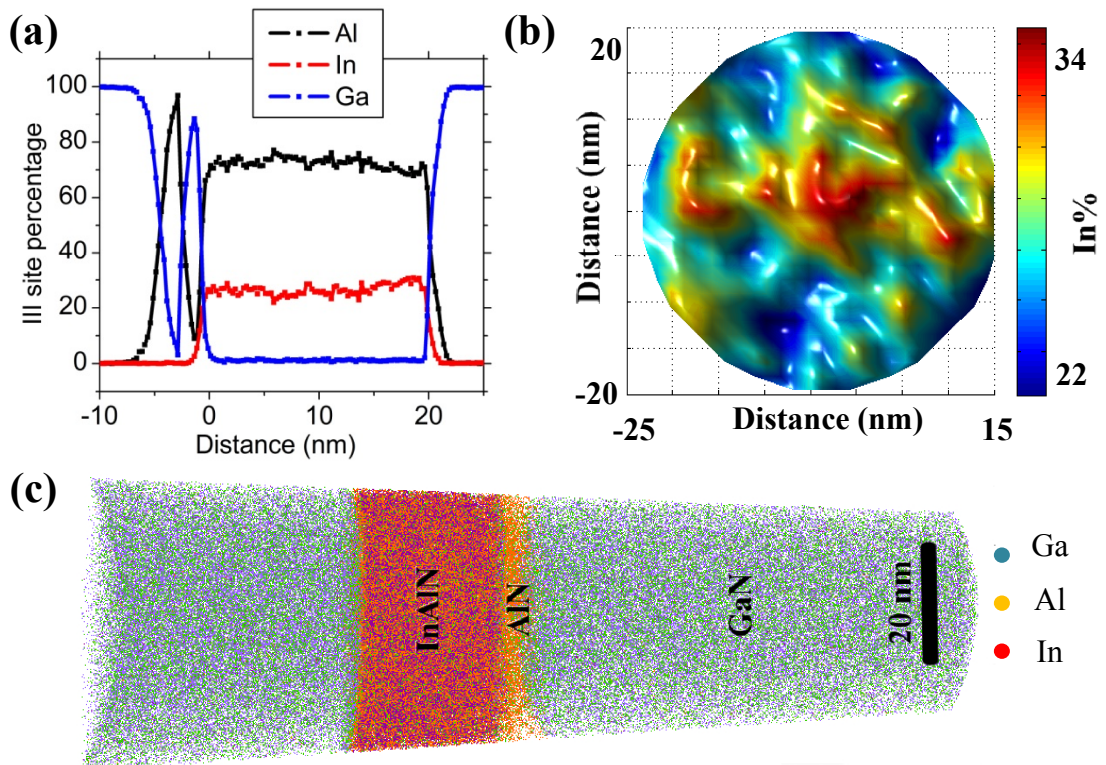 (a)
Al
In
Ga
III site percentage
100
80
60
40
20
0
-10
0
10
20
Distance (nm)
(b)
20
-20
Distance (nm)
-25
15
Distance (nm)
34
22
In%
(c)
InAlN
AlN
GaN
20 nm
Ga
Al
In